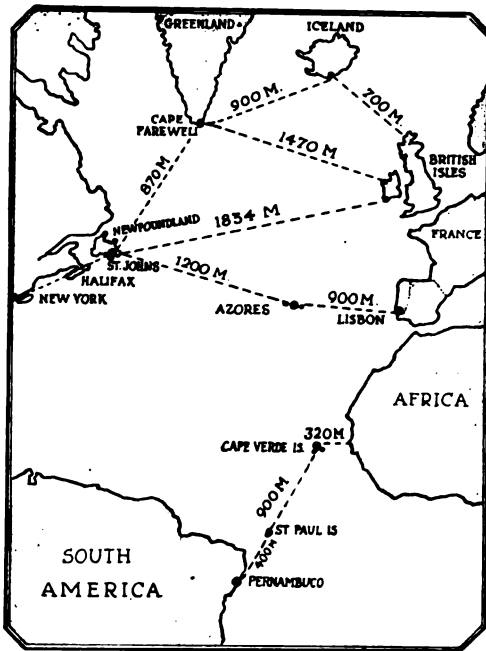 GREENLAND
ICELAND
900 M.
700 M.
CAPE
FAREWELL
1470 M
BRITISH
ISLES
870 M
NEWFOUNDLAND
1834 M
FRANCE
ST. JOHNS
HALIFAX
1200 M
NEW YORK
AZORES
900 M.
LISBON
AFRICA
320 M
CAPE VERDE IS.
900 M
ST PAUL IS
400 M
SOUTH
AMERICA
PERNAMBUCO